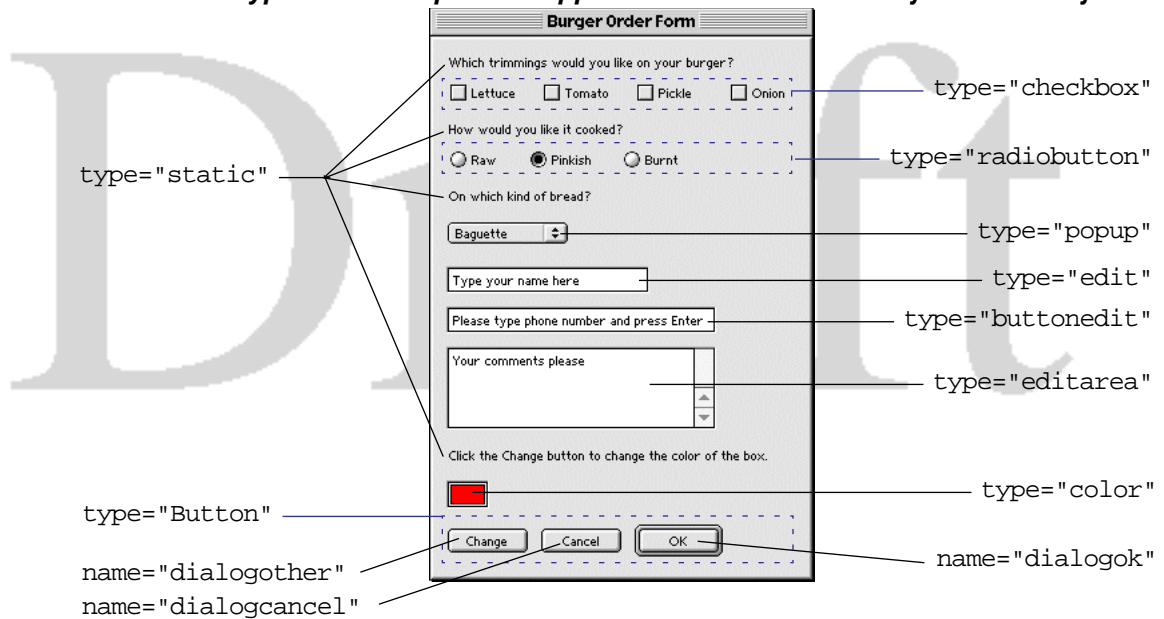 Burger Order Form
Which trimmings would you like on your burger?
Lettuce Tomato Pickle Onion
type="checkbox"
How would you like it cooked?
Raw Pinkish Burnt
type="radiobutton"
type="static"
On which kind of bread?
Baguette
type="popup"
Type your name here
type="edit"
Please type phone number and press Enter
type="buttonedit"
Your comments please
type="editarea"
Click the Change button to change the color of the box.
type="color"
type="Button"
Change Cancel OK
name="dialogok"
name="dialogother"
name="dialogcancel"
Draft